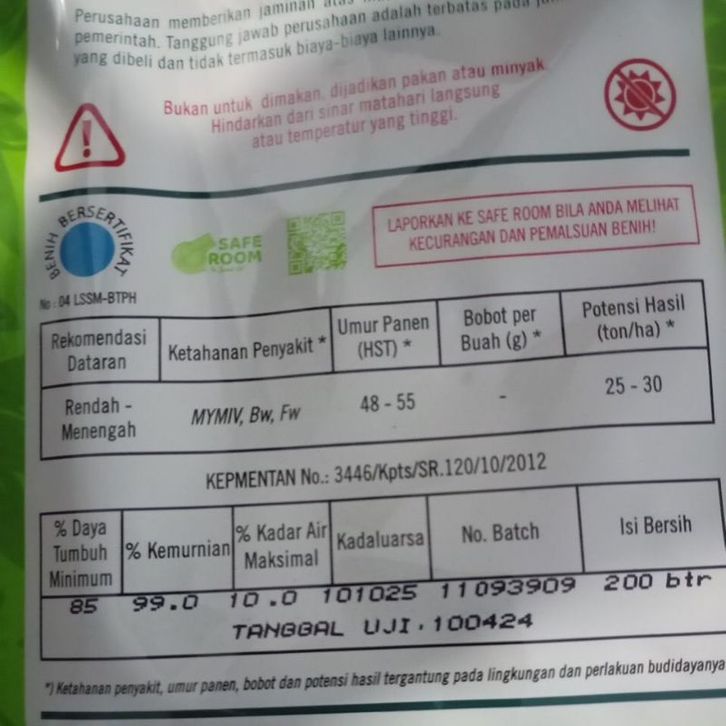 Perusahaan memberikan jaminan atas
pemerintah. Tanggung jawab perusahaan adalah terbatas pada
yang dibeli dan tidak termasuk biaya-biaya lainnya.
Bukan untuk dimakan, dijadikan pakan atau minyak
Hindarkan dari sinar matahari langsung
atau temperatur yang tinggi.
BENIH BERSERTIFIKAT
No : 04 LSSM-BTPH
SAFE
ROOM
LAPORKAN KE SAFE ROOM BILA ANDA MELIHAT
KECURANGAN DAN PEMALSUAN BENIH!
Rekomendasi Dataran
Ketahanan Penyakit *
Umur Panen (HST) *
Bobot per Buah (g) *
Potensi Hasil (ton/ha) *
Rendah - Menengah
MYMIV, Bw, Fw
48 - 55
-
25 - 30
KEPMENTAN No.: 3446/Kpts/SR.120/10/2012
% Daya Tumbuh Minimum
% Kemurnian
% Kadar Air Maksimal
Kadaluarsa
No. Batch
Isi Bersih
85 99.0 10.0 101025 11093909 200 btr
TANGGAL UJI.100424
*) Ketahanan penyakit, umur panen, bobot dan potensi hasil tergantung pada lingkungan dan perlakuan budidayanya